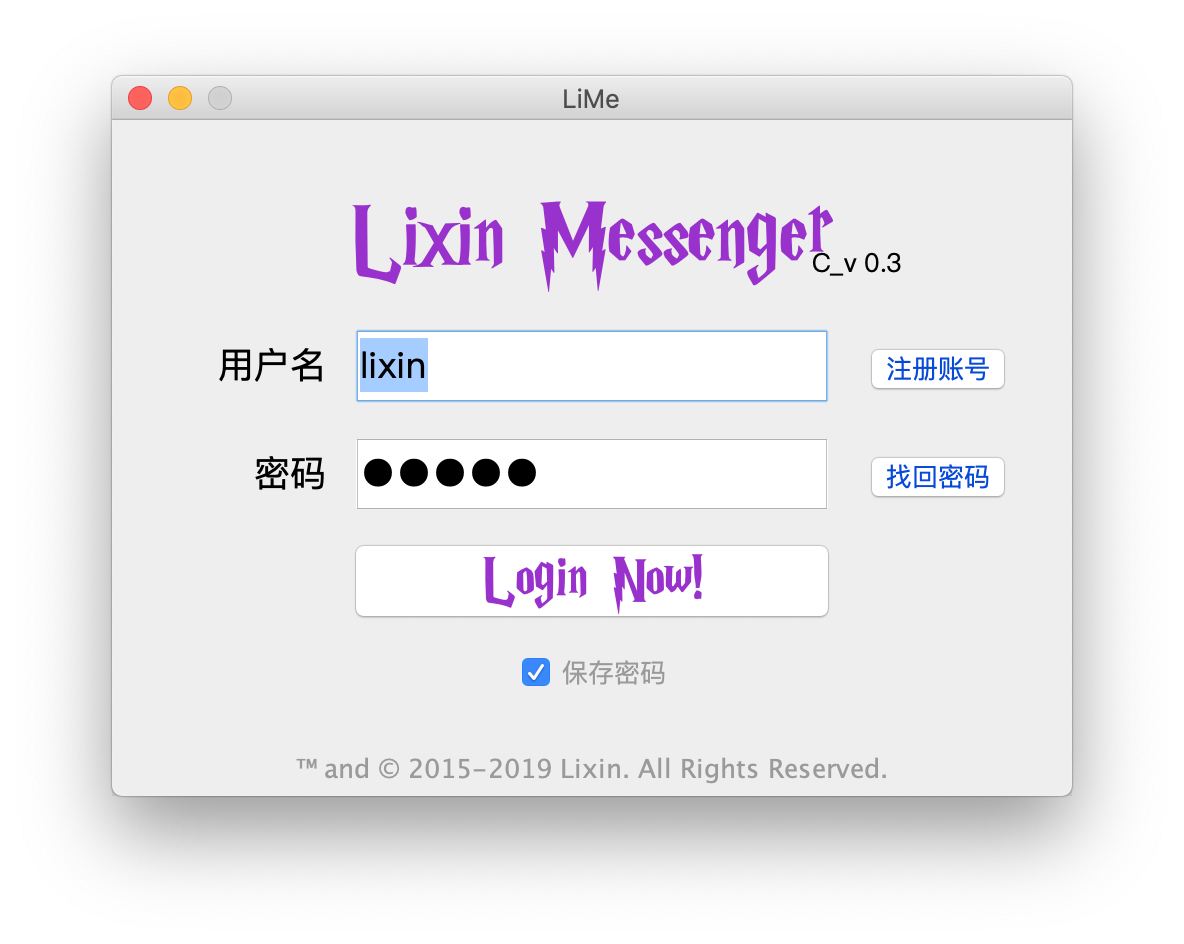 LiMe
Lixin Messenger
C_v 0.3
用户名 lixin 注册账号
密码 ●●●●● 找回密码
Login Now!
保存密码
™ and © 2015-2019 Lixin. All Rights Reserved.